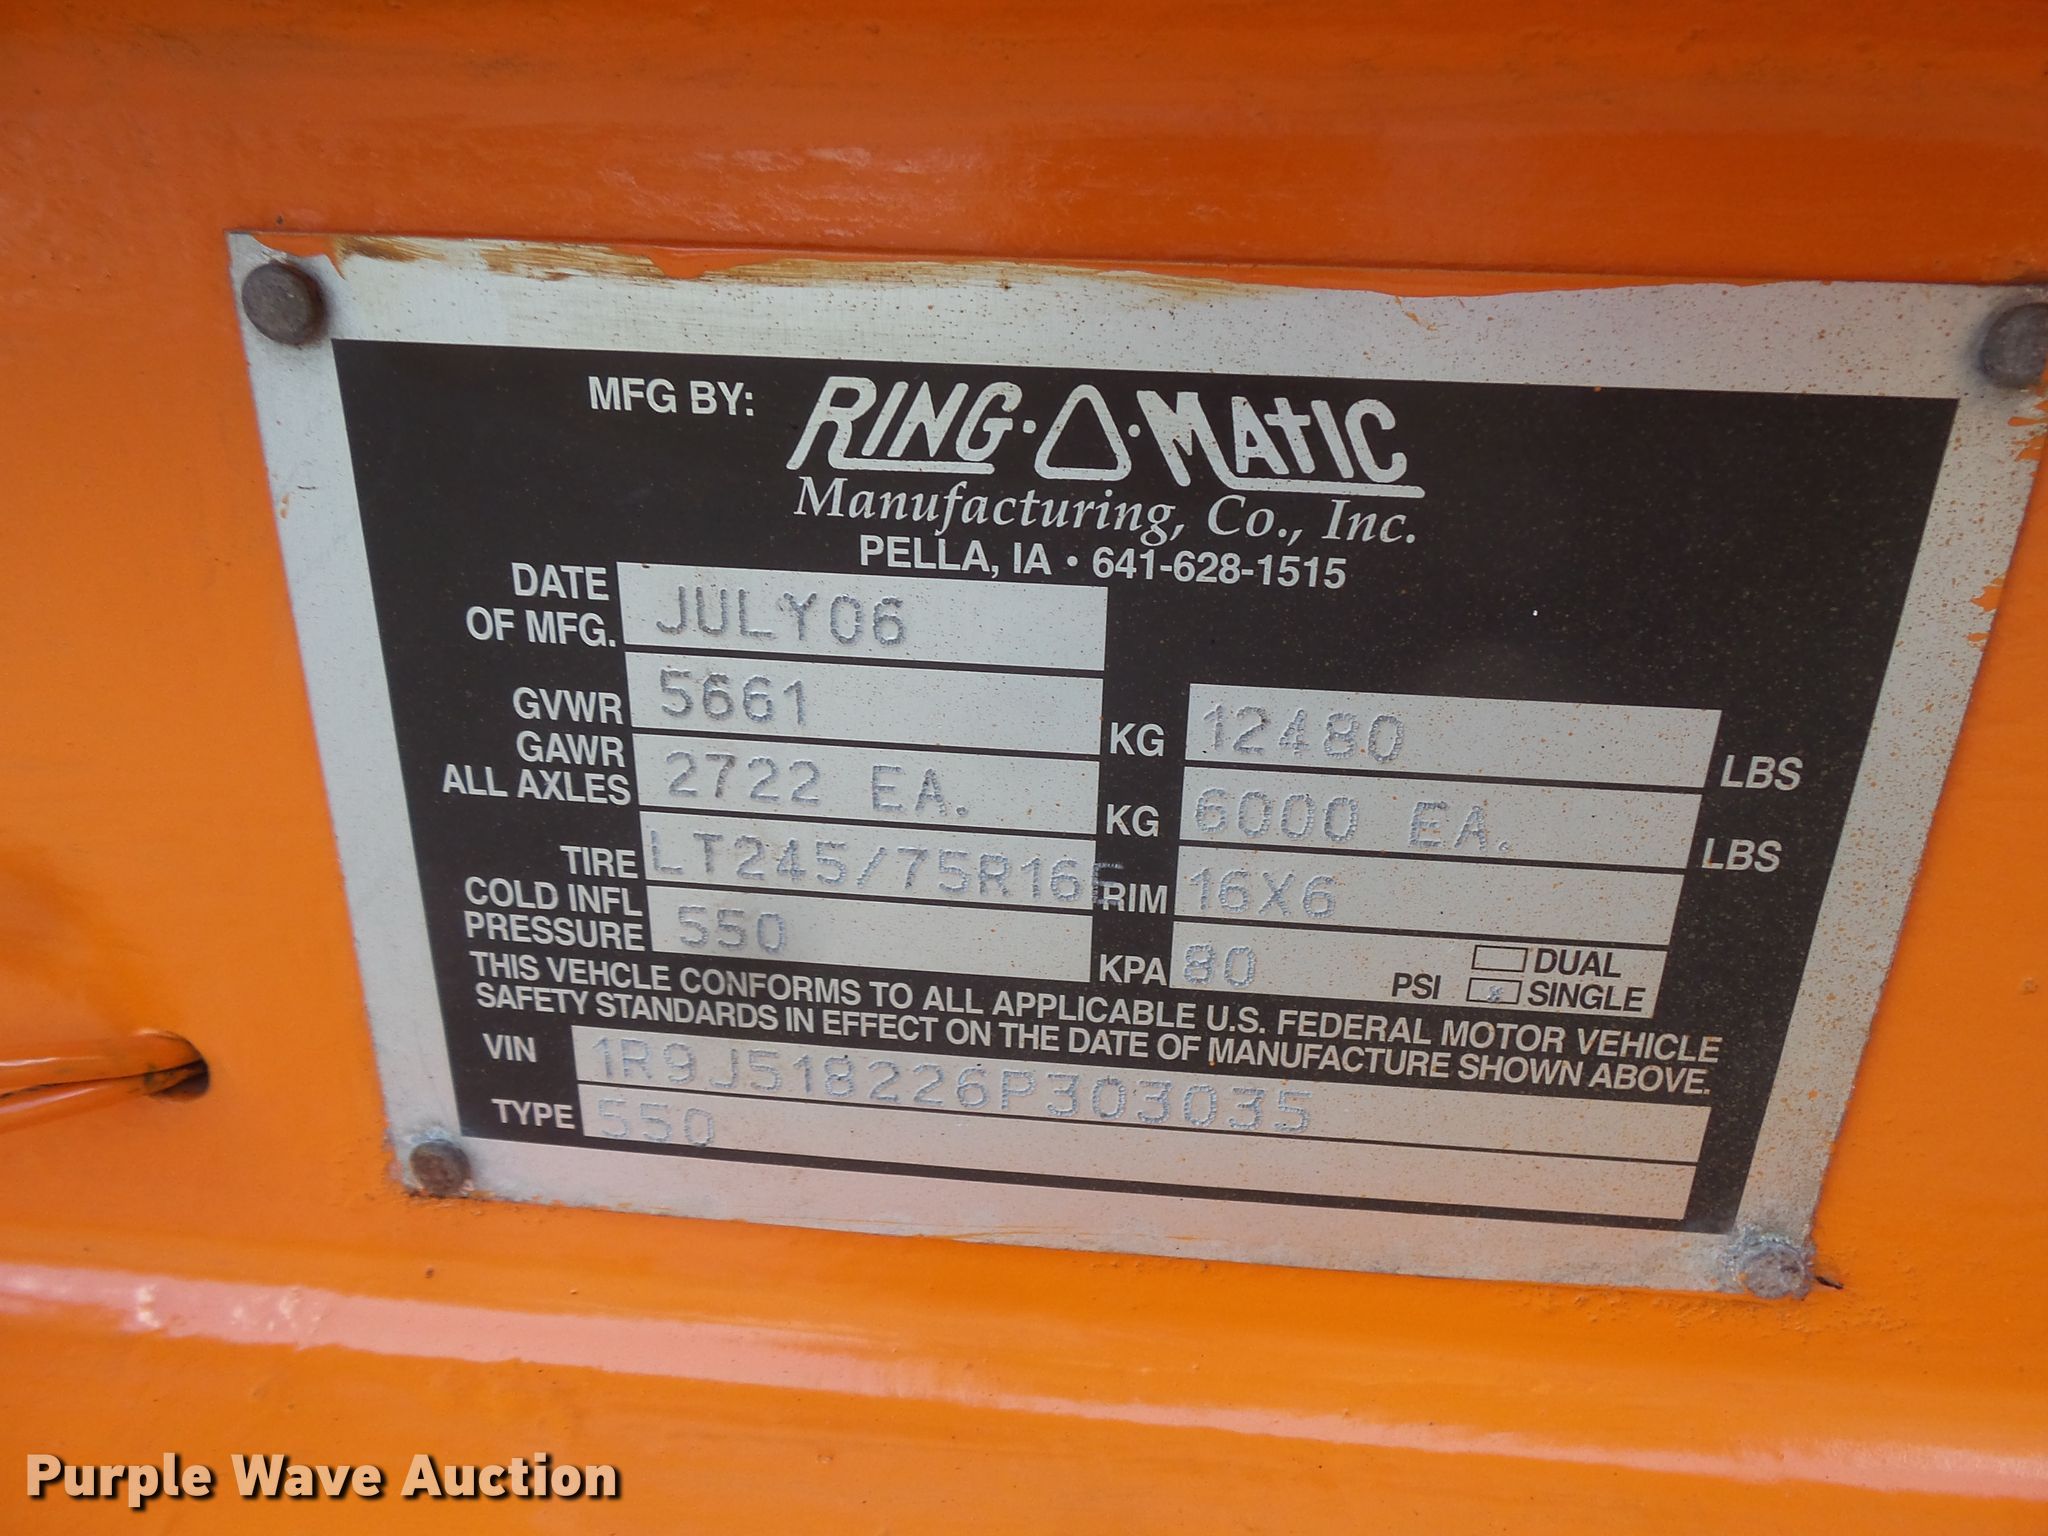 MFG BY: RING·O·MATIC
Manufacturing, Co., Inc.
PELLA, IA · 641-628-1515
DATE OF MFG. JULY06
GVWR 5661 KG 12480 LBS
GAWR ALL AXLES 2722 EA. KG 6000 EA. LBS
TIRE LT245/75R16E RIM 16X6
COLD INFL PRESSURE 550 KPA 80 PSI DUAL
SINGLE
THIS VEHCLE CONFORMS TO ALL APPLICABLE U.S. FEDERAL MOTOR VEHICLE
SAFETY STANDARDS IN EFFECT ON THE DATE OF MANUFACTURE SHOWN ABOVE.
VIN 1R9J518226P303035
TYPE 550
Purple Wave Auction